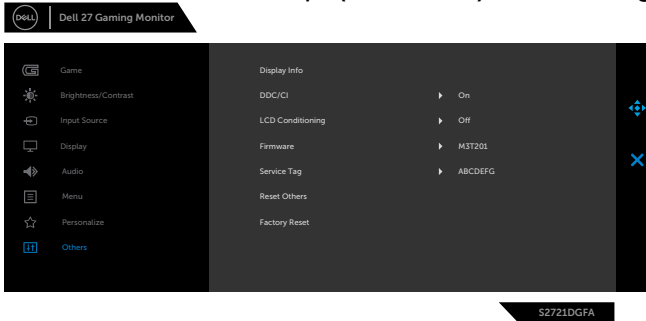 DELL Dell 27 Gaming Monitor
Game Display Info
Brightness/Contrast DDC/CI On
Input Source LCD Conditioning Off
Display Firmware M3T201
Audio Service Tag ABCDEFG
Menu Reset Others
Personalize Factory Reset
Others
S2721DGFA